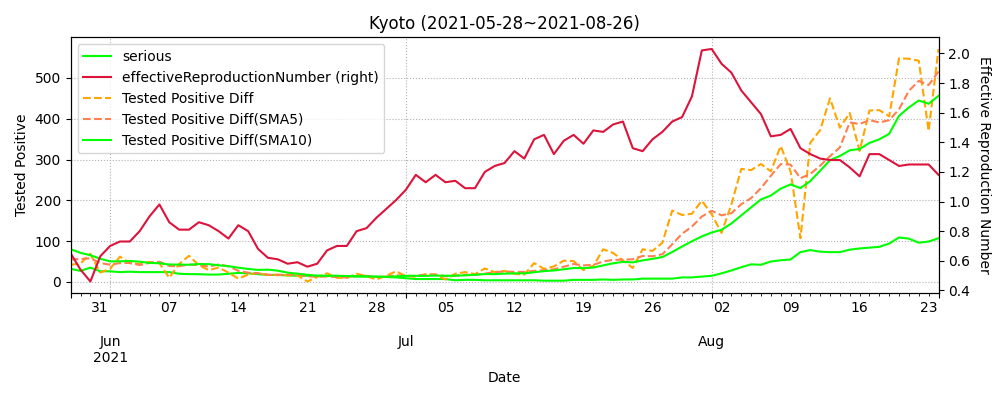 Kyoto (2021-05-28~2021-08-26)
serious
effectiveReproductionNumber (right)
Tested Positive Diff
Tested Positive Diff(SMA5)
Tested Positive Diff(SMA10)
Tested Positive
500
400
300
200
100
0
2.0
1.8
1.6
1.4
1.2
1.0
0.8
0.6
0.4
Effective Reproduction Number
31 07 14 21 28 05 12 19 26 02 09 16 23
Jun Jul Aug
2021
Date